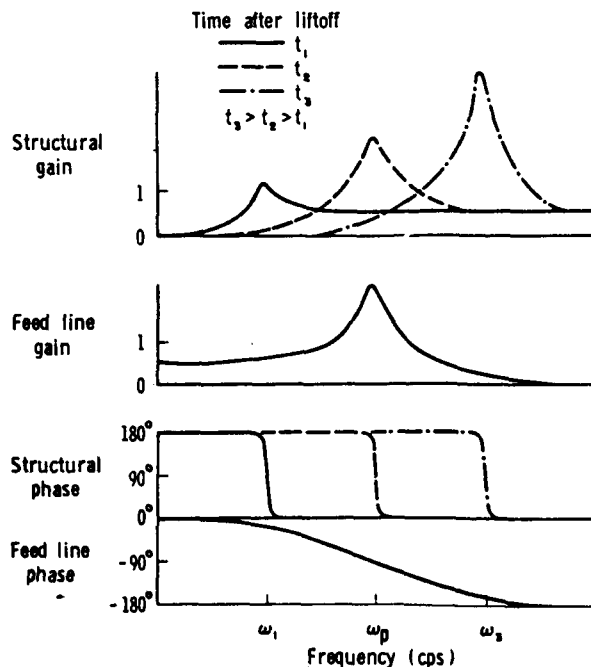 Time after liftoff
t₁
t₂
t₃
t₃ > t₂ > t₁
Structural
gain
1
0
Feed line
gain
1
0
Structural
phase
180°
90°
0°
Feed line
phase
-90°
-180°
ω₁
ωₚ
ω₃
Frequency (cps)